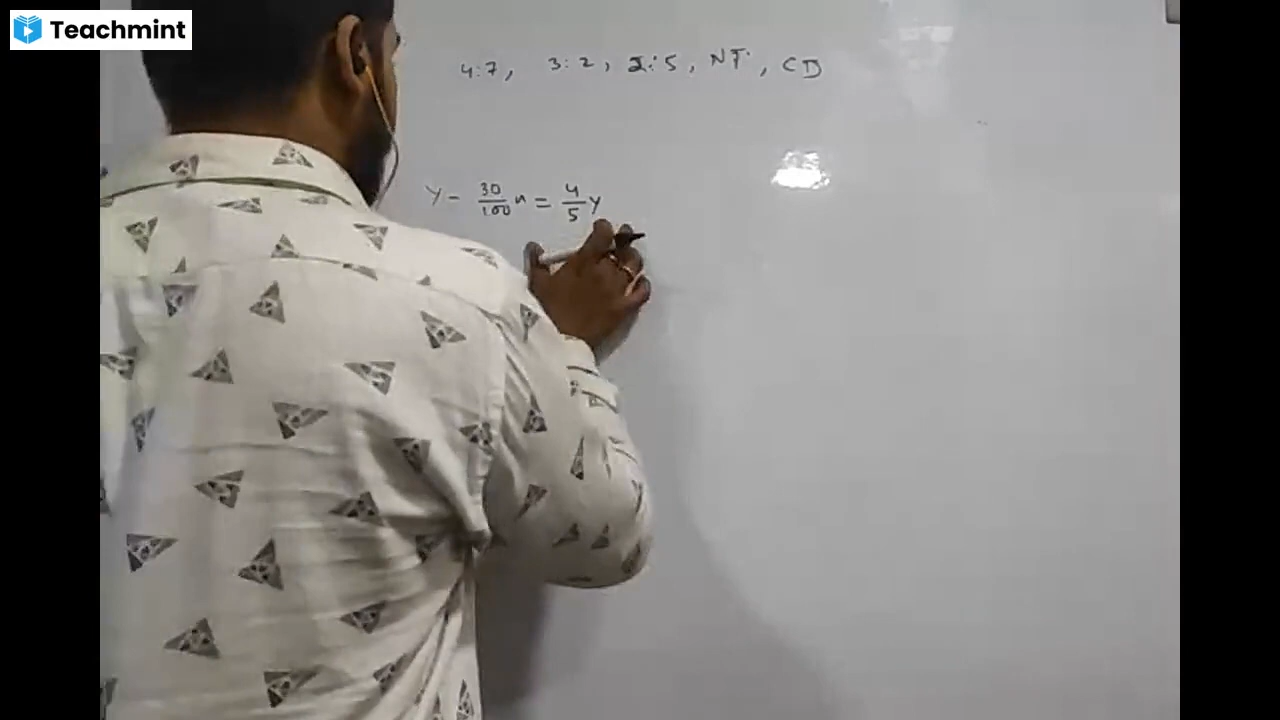 Teachmint
4:7, 3:2, 2:5, NT, CD
y - 30/100 x = 4/5 y